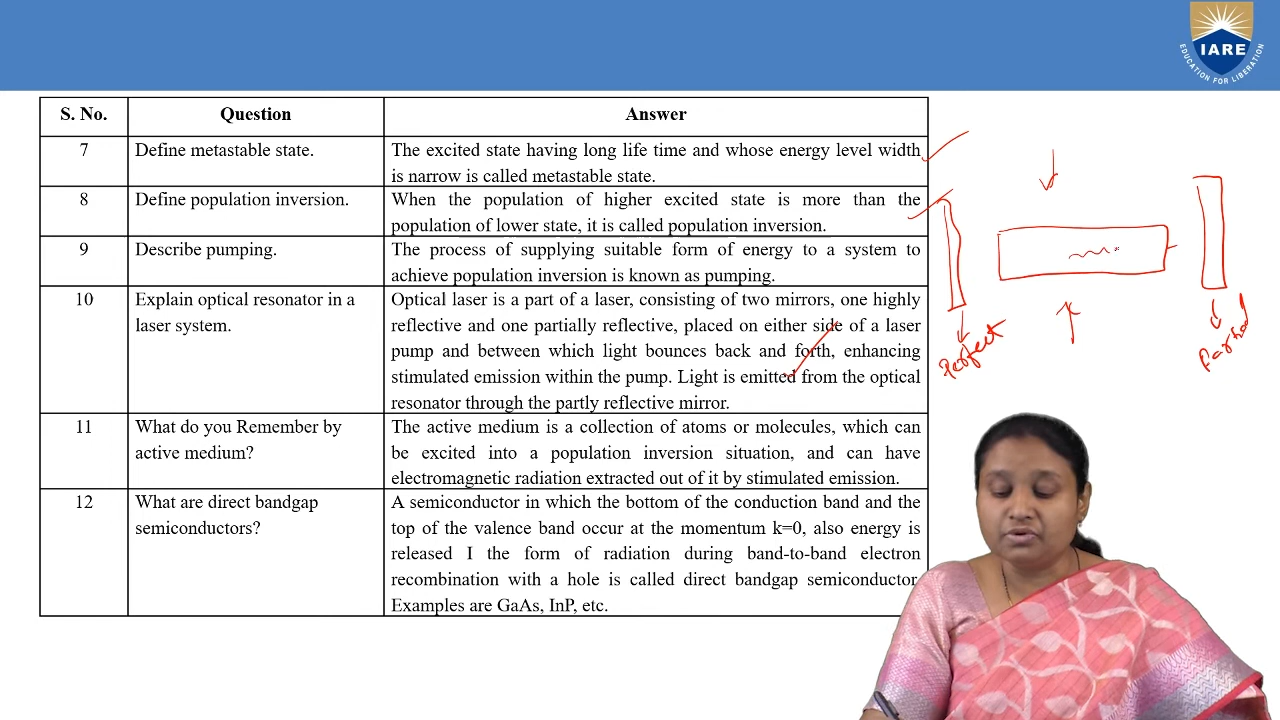 IARE
EDUCATION FOR LIBERATION
S. No.
Question
Answer
7
Define metastable state.
The excited state having long life time and whose energy level width
is narrow is called metastable state.
8
Define population inversion.
When the population of higher excited state is more than the
population of lower state, it is called population inversion.
9
Describe pumping.
The process of supplying suitable form of energy to a system to
achieve population inversion is known as pumping.
10
Explain optical resonator in a
laser system.
Optical laser is a part of a laser, consisting of two mirrors, one highly
reflective and one partially reflective, placed on either side of a laser
pump and between which light bounces back and forth, enhancing
stimulated emission within the pump. Light is emitted from the optical
resonator through the partly reflective mirror.
11
What do you Remember by
active medium?
The active medium is a collection of atoms or molecules, which can
be excited into a population inversion situation, and can have
electromagnetic radiation extracted out of it by stimulated emission.
12
What are direct bandgap
semiconductors?
A semiconductor in which the bottom of the conduction band and the
top of the valence band occur at the momentum k=0, also energy is
released I the form of radiation during band-to-band electron
recombination with a hole is called direct bandgap semiconductor.
Examples are GaAs, InP, etc.
Perfect